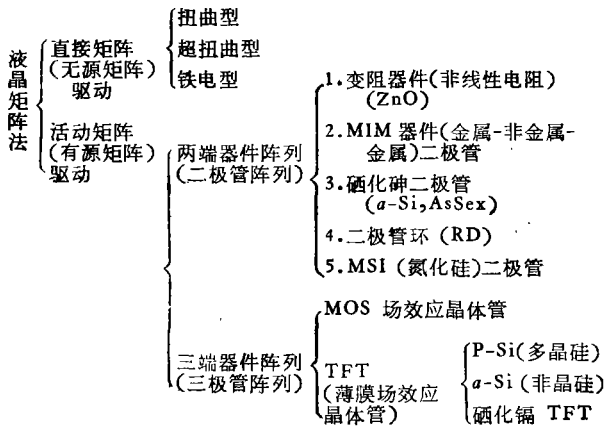 液晶矩阵法
直接矩阵
(无源矩阵)
驱动
扭曲型
超扭曲型
铁电型
活动矩阵
(有源矩阵)
驱动
两端器件阵列
(二极管阵列)
1.变阻器件(非线性电阻)
(ZnO)
2.MIM器件(金属-非金属-
金属)二极管
3.硒化砷二极管
(a-Si,AsSex)
4.二极管环 (RD)
5.MSI (氮化硅)二极管
三端器件阵列
(三极管阵列)
MOS 场效应晶体管
TFT
(薄膜场效应
晶体管)
P-Si(多晶硅)
a-Si (非晶硅)
硒化镉 TFT